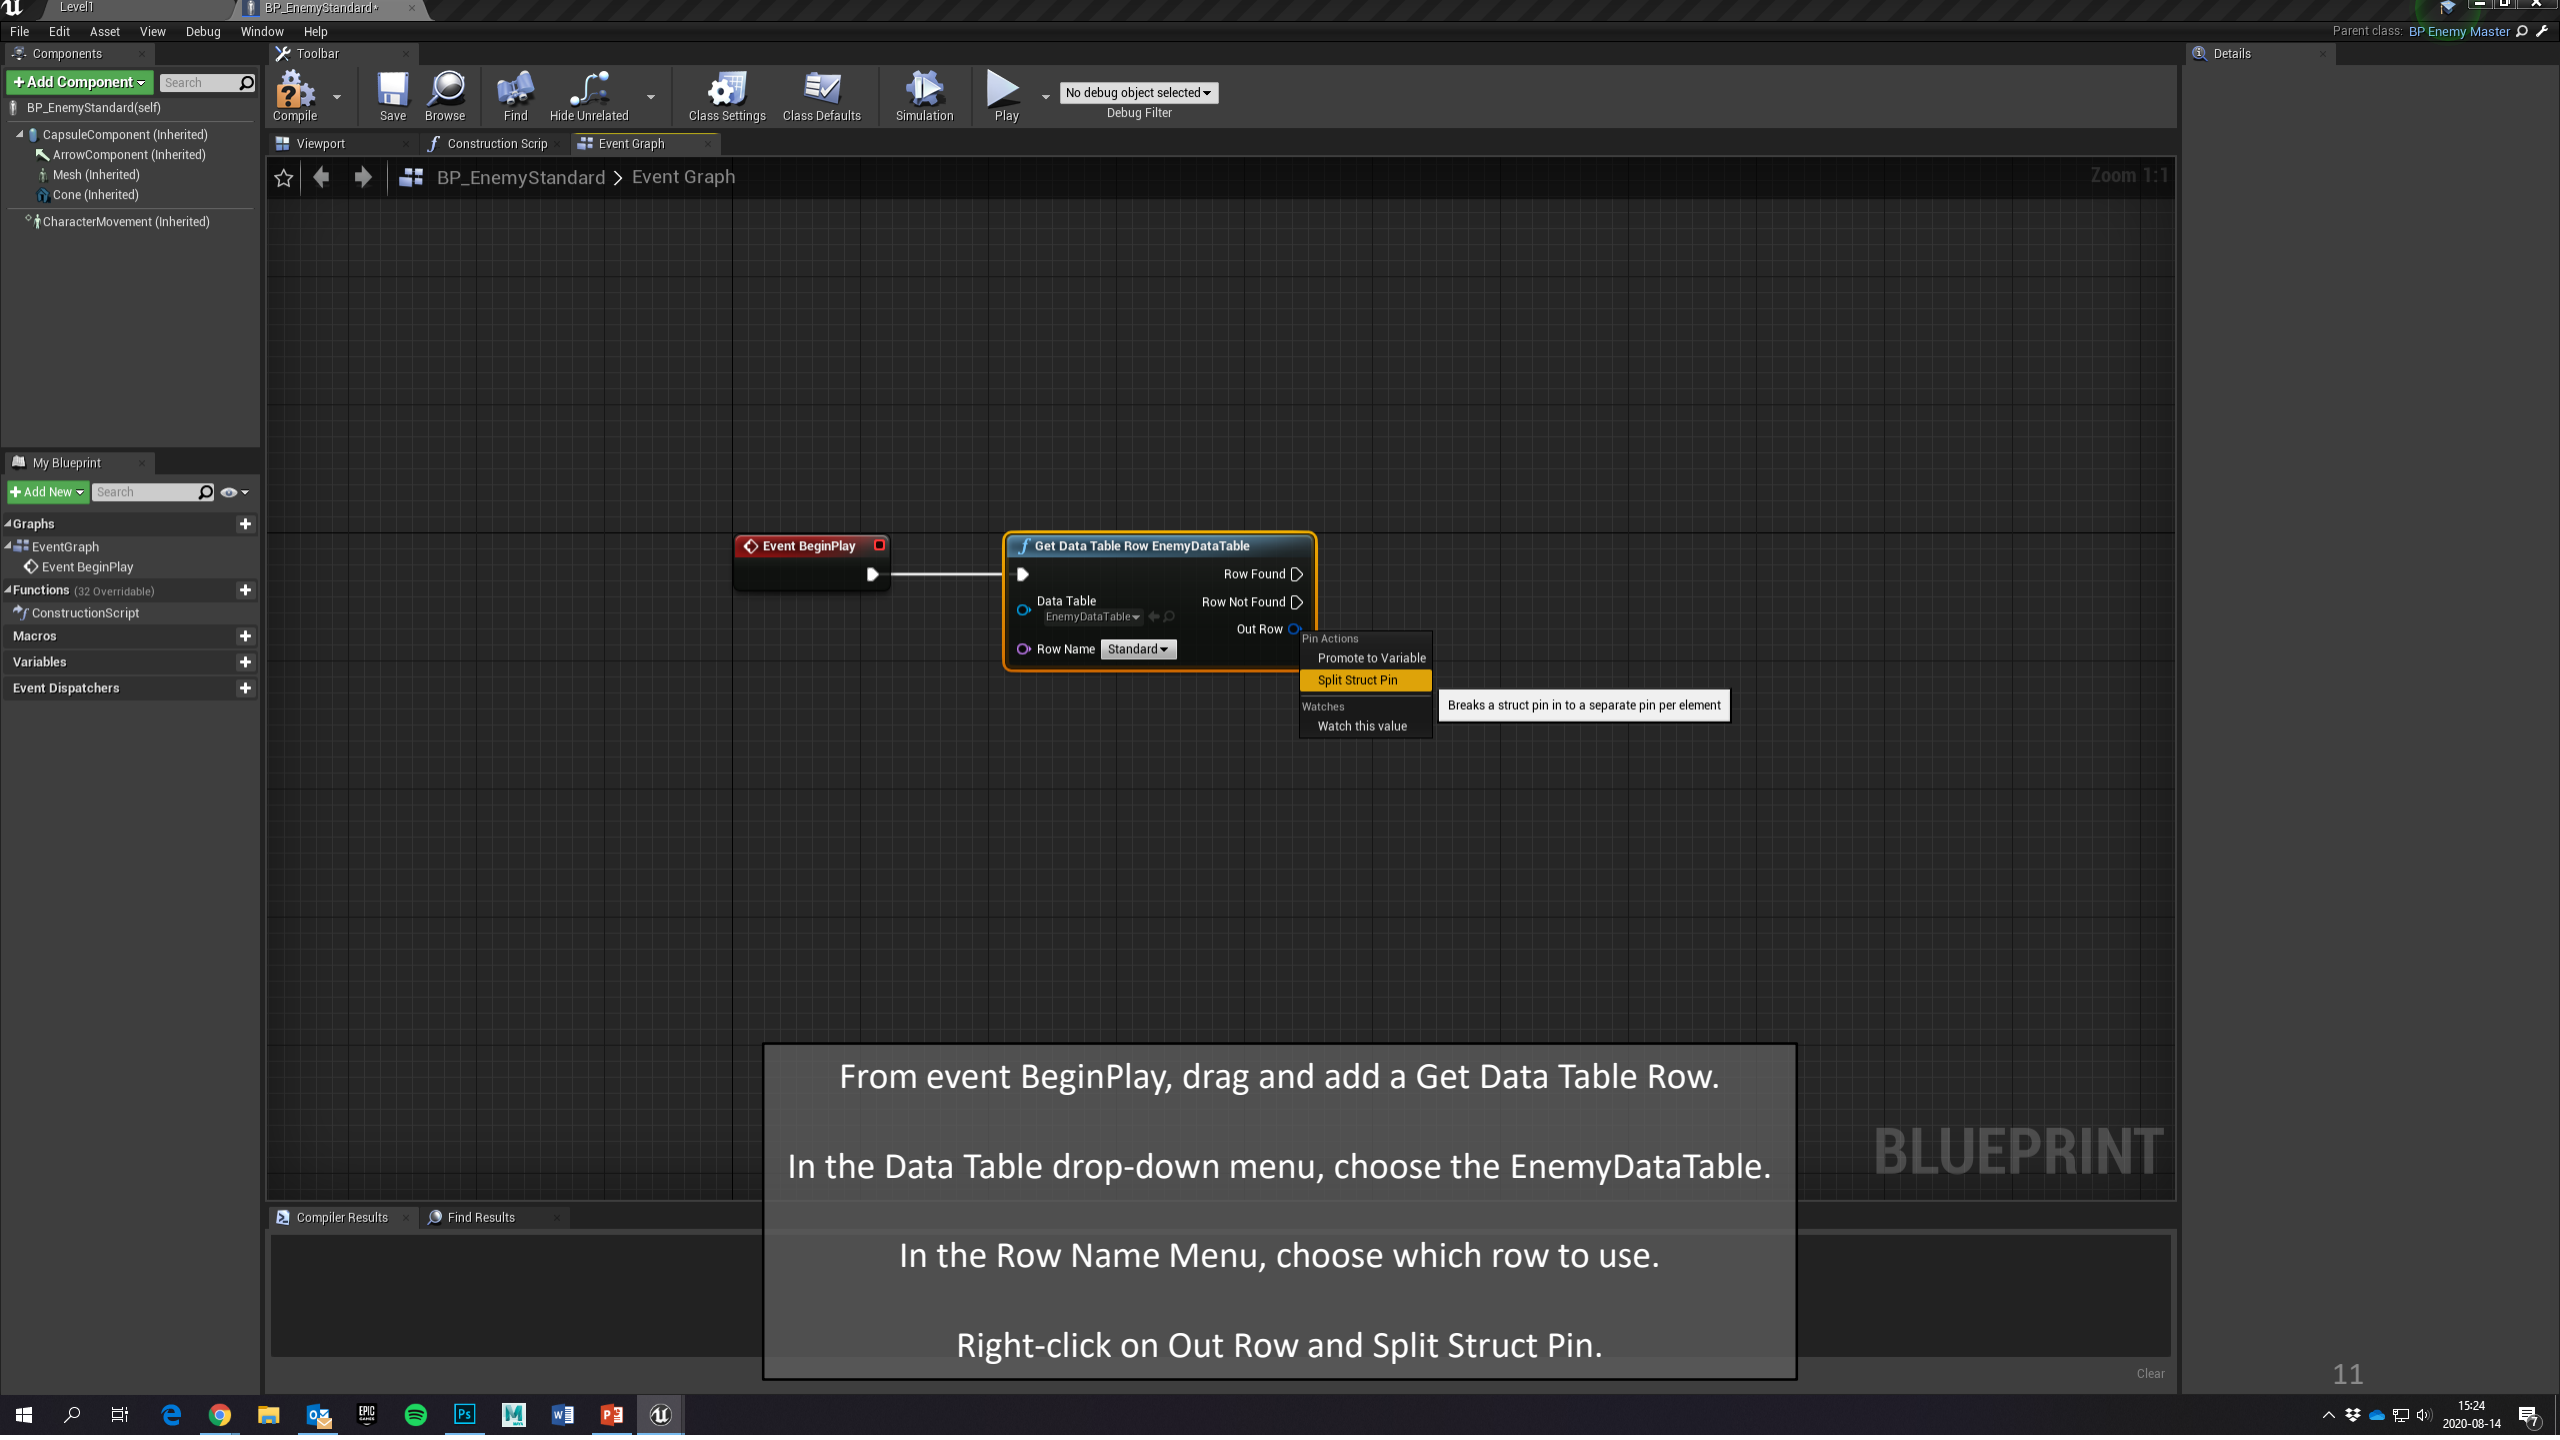 Level1
BP_EnemyStandard*
File Edit Asset View Debug Window Help
Parent class: BP Enemy Master
Components
Toolbar
Details
+Add Component
Search
BP_EnemyStandard(self)
CapsuleComponent (Inherited)
ArrowComponent (Inherited)
Mesh (Inherited)
Cone (Inherited)
CharacterMovement (Inherited)
Compile
Save
Browse
Find
Hide Unrelated
Class Settings
Class Defaults
Simulation
Play
No debug object selected
Debug Filter
Viewport
Construction Scrip
Event Graph
BP_EnemyStandard > Event Graph
Zoom 1:1
My Blueprint
+Add New
Search
Graphs
EventGraph
Event BeginPlay
Functions (32 Overridable)
ConstructionScript
Macros
Variables
Event Dispatchers
Event BeginPlay
Get Data Table Row EnemyDataTable
Row Found
Data Table
EnemyDataTable
Row Not Found
Out Row
Row Name Standard
Pin Actions
Promote to Variable
Split Struct Pin
Watches
Watch this value
Breaks a struct pin in to a separate pin per element
From event BeginPlay, drag and add a Get Data Table Row.
In the Data Table drop-down menu, choose the EnemyDataTable.
In the Row Name Menu, choose which row to use.
Right-click on Out Row and Split Struct Pin.
BLUEPRINT
Compiler Results
Find Results
Clear
11
15:24
2020-08-14
7